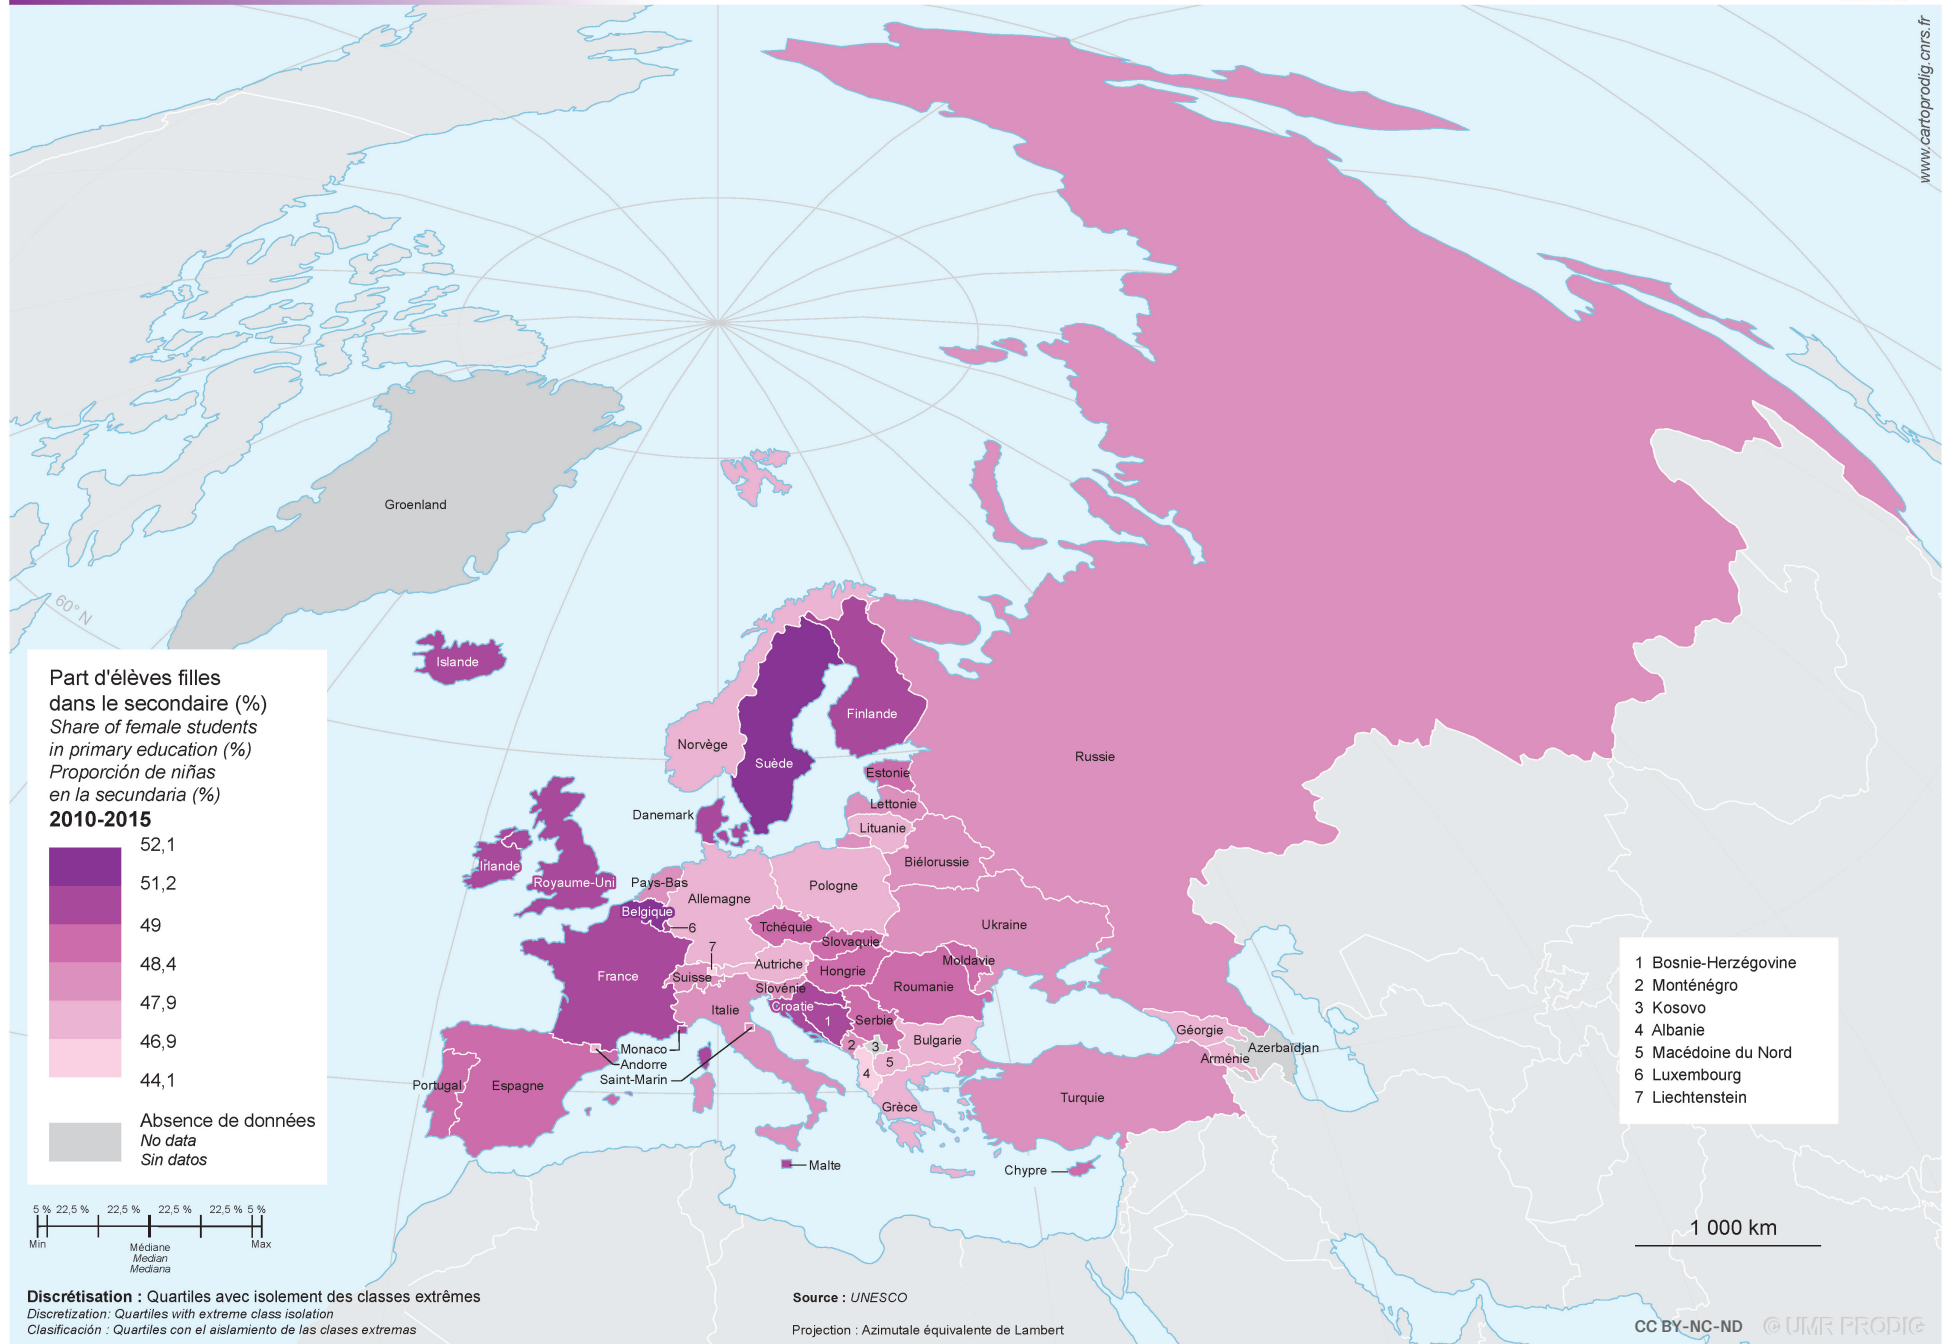 www.cartoprodig.cnrs.fr
Groenland
60° N
Islande
Part d'élèves filles
dans le secondaire (%)
Share of female students
in primary education (%)
Proporción de niñas
en la secundaria (%)
2010-2015
52,1
51,2
49
48,4
47,9
46,9
44,1
Absence de données
No data
Sin datos
Finlande
Norvège
Suède
Russie
Estonie
Lettonie
Danemark
Lituanie
Biélorussie
Irlande
Royaume-Uni
Pays-Bas
Pologne
Allemagne
Belgique
6
Tchéquie
Ukraine
Slovaquie
7
Moldavie
Autriche
Hongrie
France
Suisse
Slovénie
Roumanie
Croatie
Italie
1
Serbie
Géorgie
Bulgarie
2
3
Monaco
Azerbaïdjan
Arménie
5
Andorre
4
Saint-Marin
Portugal
Espagne
Turquie
Grèce
Malte
Chypre
1 Bosnie-Herzégovine
2 Monténégro
3 Kosovo
4 Albanie
5 Macédoine du Nord
6 Luxembourg
7 Liechtenstein
5 % 22,5 % 22,5 % 22,5 % 22,5 % 5 %
Min
Max
Médiane
Median
Mediana
1 000 km
Discrétisation : Quartiles avec isolement des classes extrêmes
Discretization: Quartiles with extreme class isolation
Clasificación : Quartiles con el aislamiento de las clases extremas
Source : UNESCO
Projection : Azimutale équivalente de Lambert
CC BY-NC-ND © UMR PRODIG